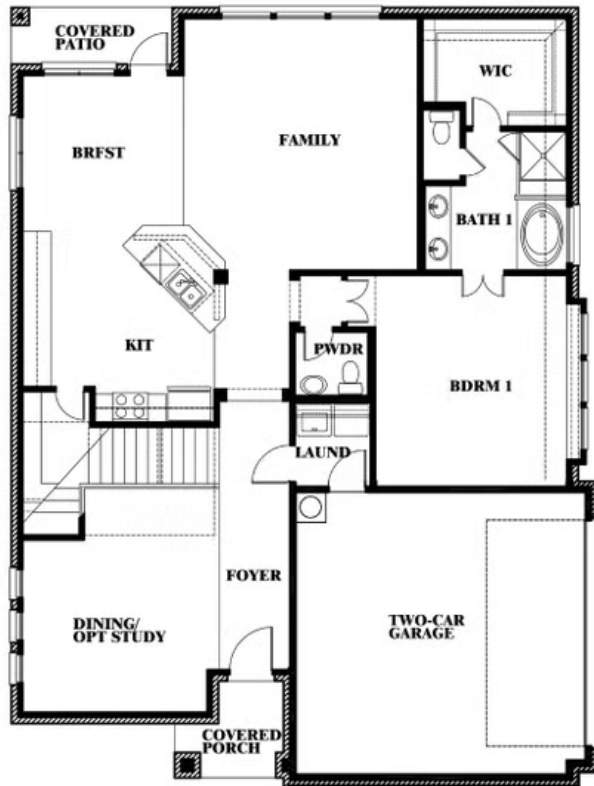 COVERED
PATIO
WIC
BRFST
FAMILY
BATH 1
KIT
PWDR
BDRM 1
LAUND
FOYER
DINING/
OPT STUDY
TWO-CAR
GARAGE
COVERED
PORCH